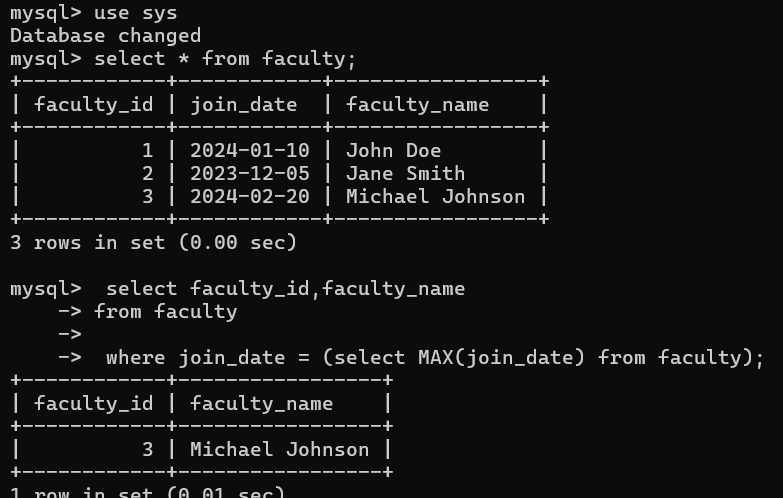 mysql> use sys
Database changed
mysql> select * from faculty;
+------------+------------+-----------------+
| faculty_id | join_date  | faculty_name    |
+------------+------------+-----------------+
|          1 | 2024-01-10 | John Doe        |
|          2 | 2023-12-05 | Jane Smith      |
|          3 | 2024-02-20 | Michael Johnson |
+------------+------------+-----------------+
3 rows in set (0.00 sec)

mysql>  select faculty_id,faculty_name
    -> from faculty
    ->
    ->  where join_date = (select MAX(join_date) from faculty);
+------------+-----------------+
| faculty_id | faculty_name    |
+------------+-----------------+
|          3 | Michael Johnson |
+------------+-----------------+
1 row in set (0.01 sec)